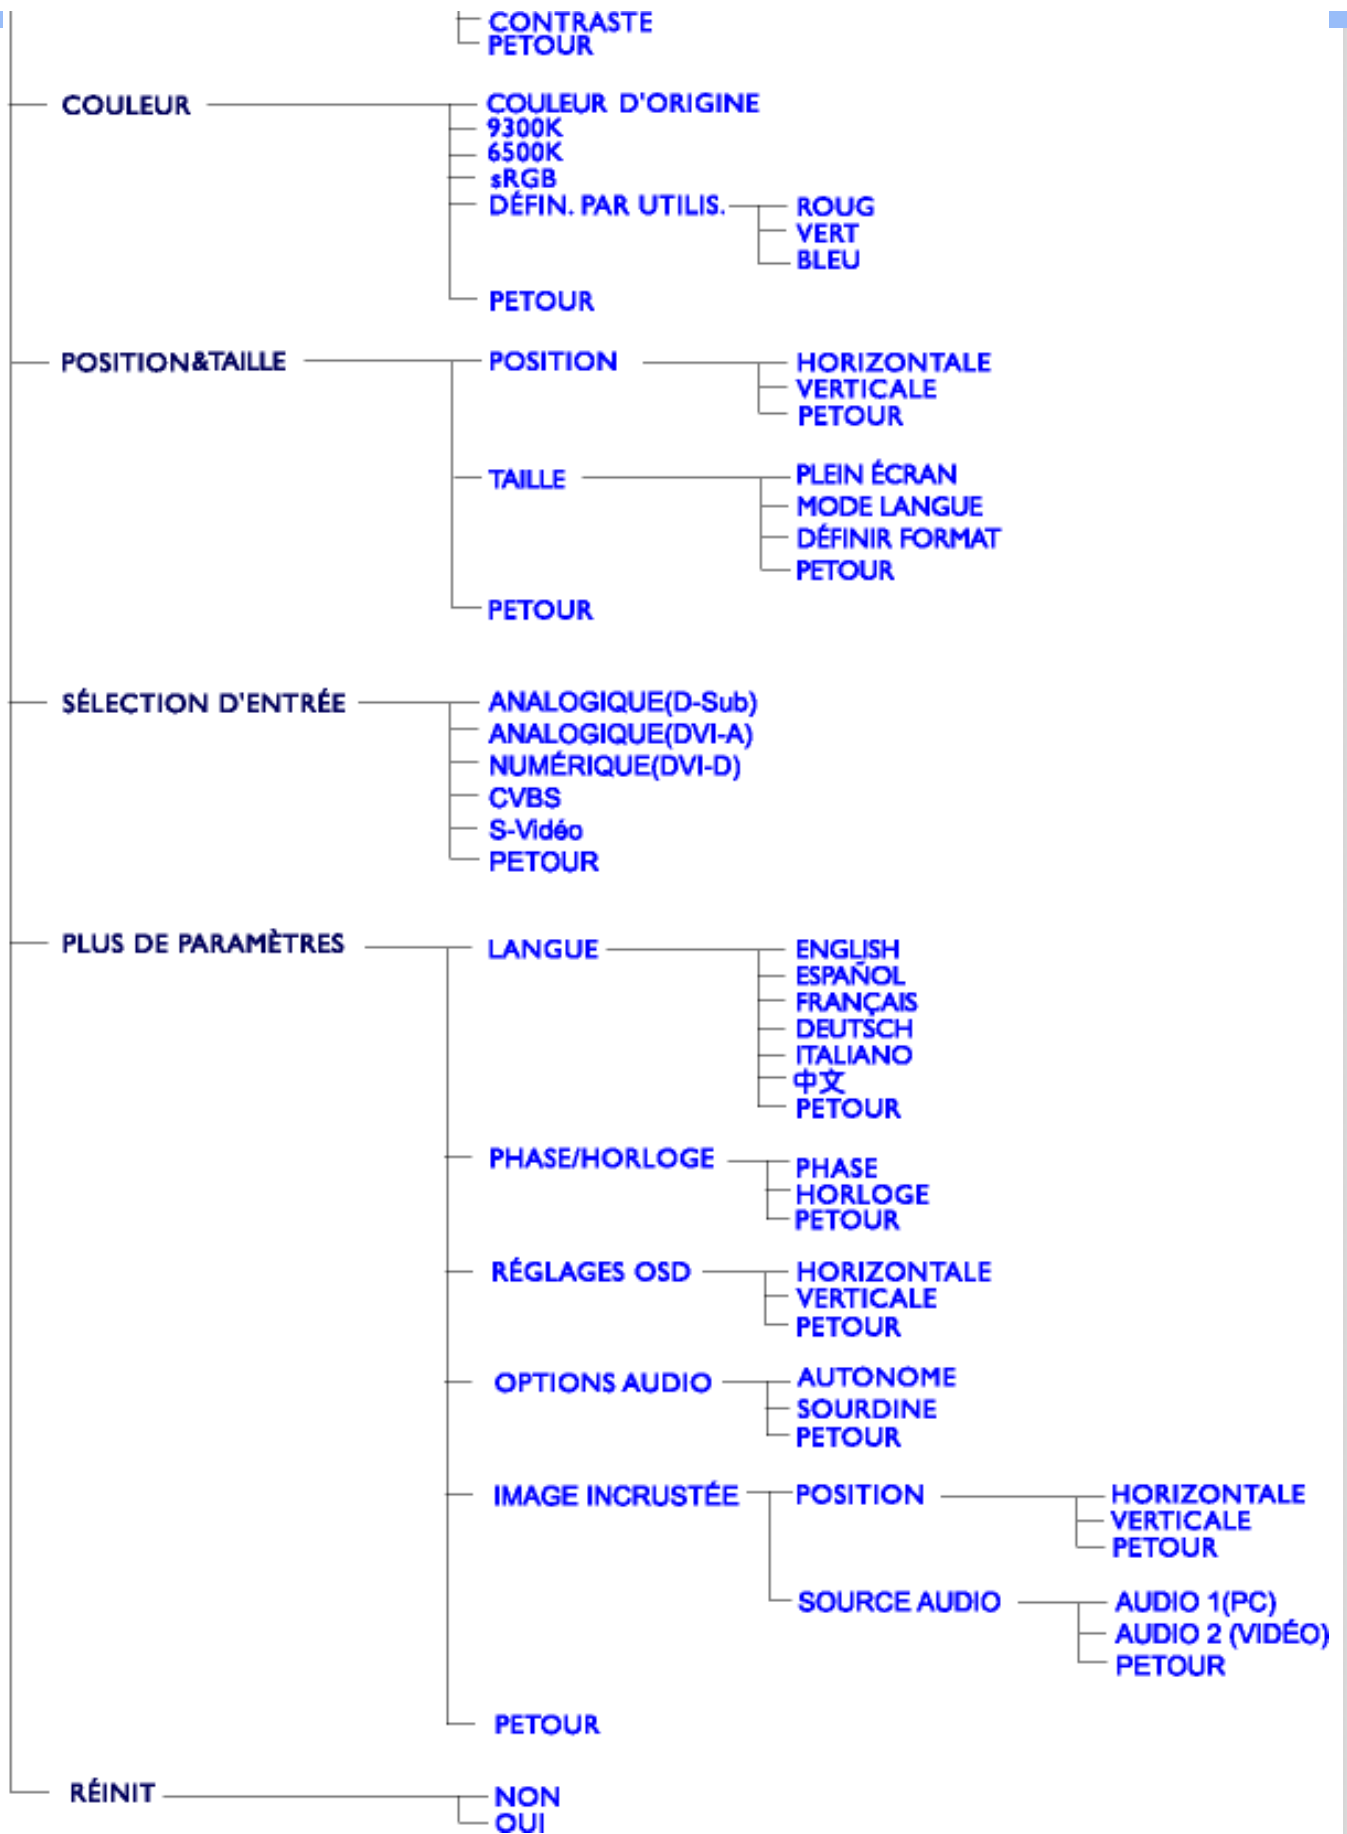 CONTRASTE
PETOUR
COULEUR
COULEUR D'ORIGINE
9300K
6500K
sRGB
DÉFIN. PAR UTILIS.
ROUG
VERT
BLEU
PETOUR
POSITION&TAILLE
POSITION
HORIZONTALE
VERTICALE
PETOUR
TAILLE
PLEIN ÉCRAN
MODE LANGUE
DÉFINIR FORMAT
PETOUR
PETOUR
SÉLECTION D'ENTRÉE
ANALOGIQUE(D-Sub)
ANALOGIQUE(DVI-A)
NUMÉRIQUE(DVI-D)
CVBS
S-Vidéo
PETOUR
PLUS DE PARAMÈTRES
LANGUE
ENGLISH
ESPAÑOL
FRANÇAIS
DEUTSCH
ITALIANO
中文
PETOUR
PHASE/HORLOGE
PHASE
HORLOGE
PETOUR
RÉGLAGES OSD
HORIZONTALE
VERTICALE
PETOUR
OPTIONS AUDIO
AUTONOME
SOURDINE
PETOUR
IMAGE INCRUSTÉE
POSITION
HORIZONTALE
VERTICALE
PETOUR
SOURCE AUDIO
AUDIO 1(PC)
AUDIO 2 (VIDÉO)
PETOUR
PETOUR
RÉINIT
NON
OUI